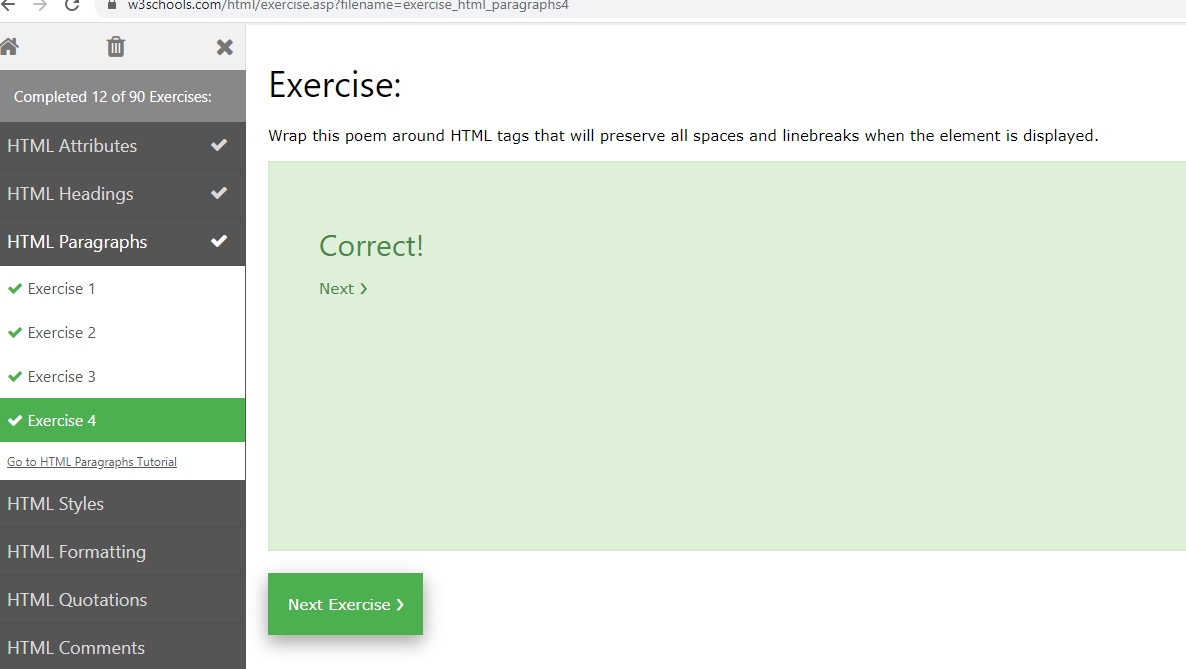 w3schools.com/html/exercise.asp?filename=exercise_html_paragraphs4
Completed 12 of 90 Exercises:
HTML Attributes
HTML Headings
HTML Paragraphs
Exercise 1
Exercise 2
Exercise 3
Exercise 4
Go to HTML Paragraphs Tutorial
HTML Styles
HTML Formatting
HTML Quotations
HTML Comments
Exercise:
Wrap this poem around HTML tags that will preserve all spaces and linebreaks when the element is displayed.
Correct!
Next ❯
Next Exercise ❯